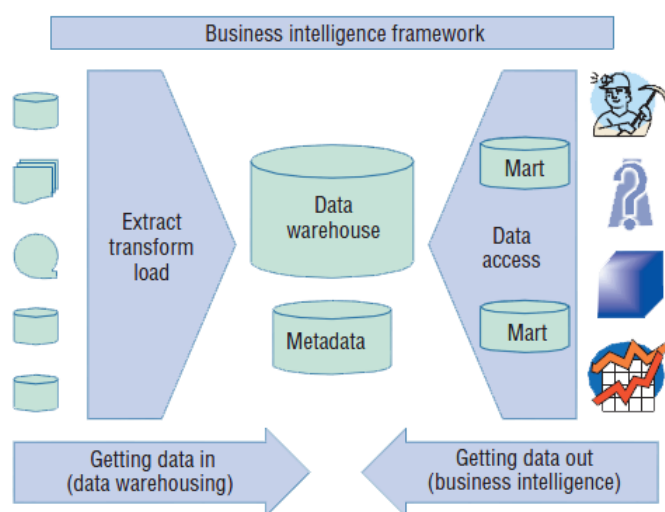 Business intelligence framework
Extract
transform
load
Data
warehouse
Metadata
Mart
Data
access
Mart
Getting data in
(data warehousing)
Getting data out
(business intelligence)